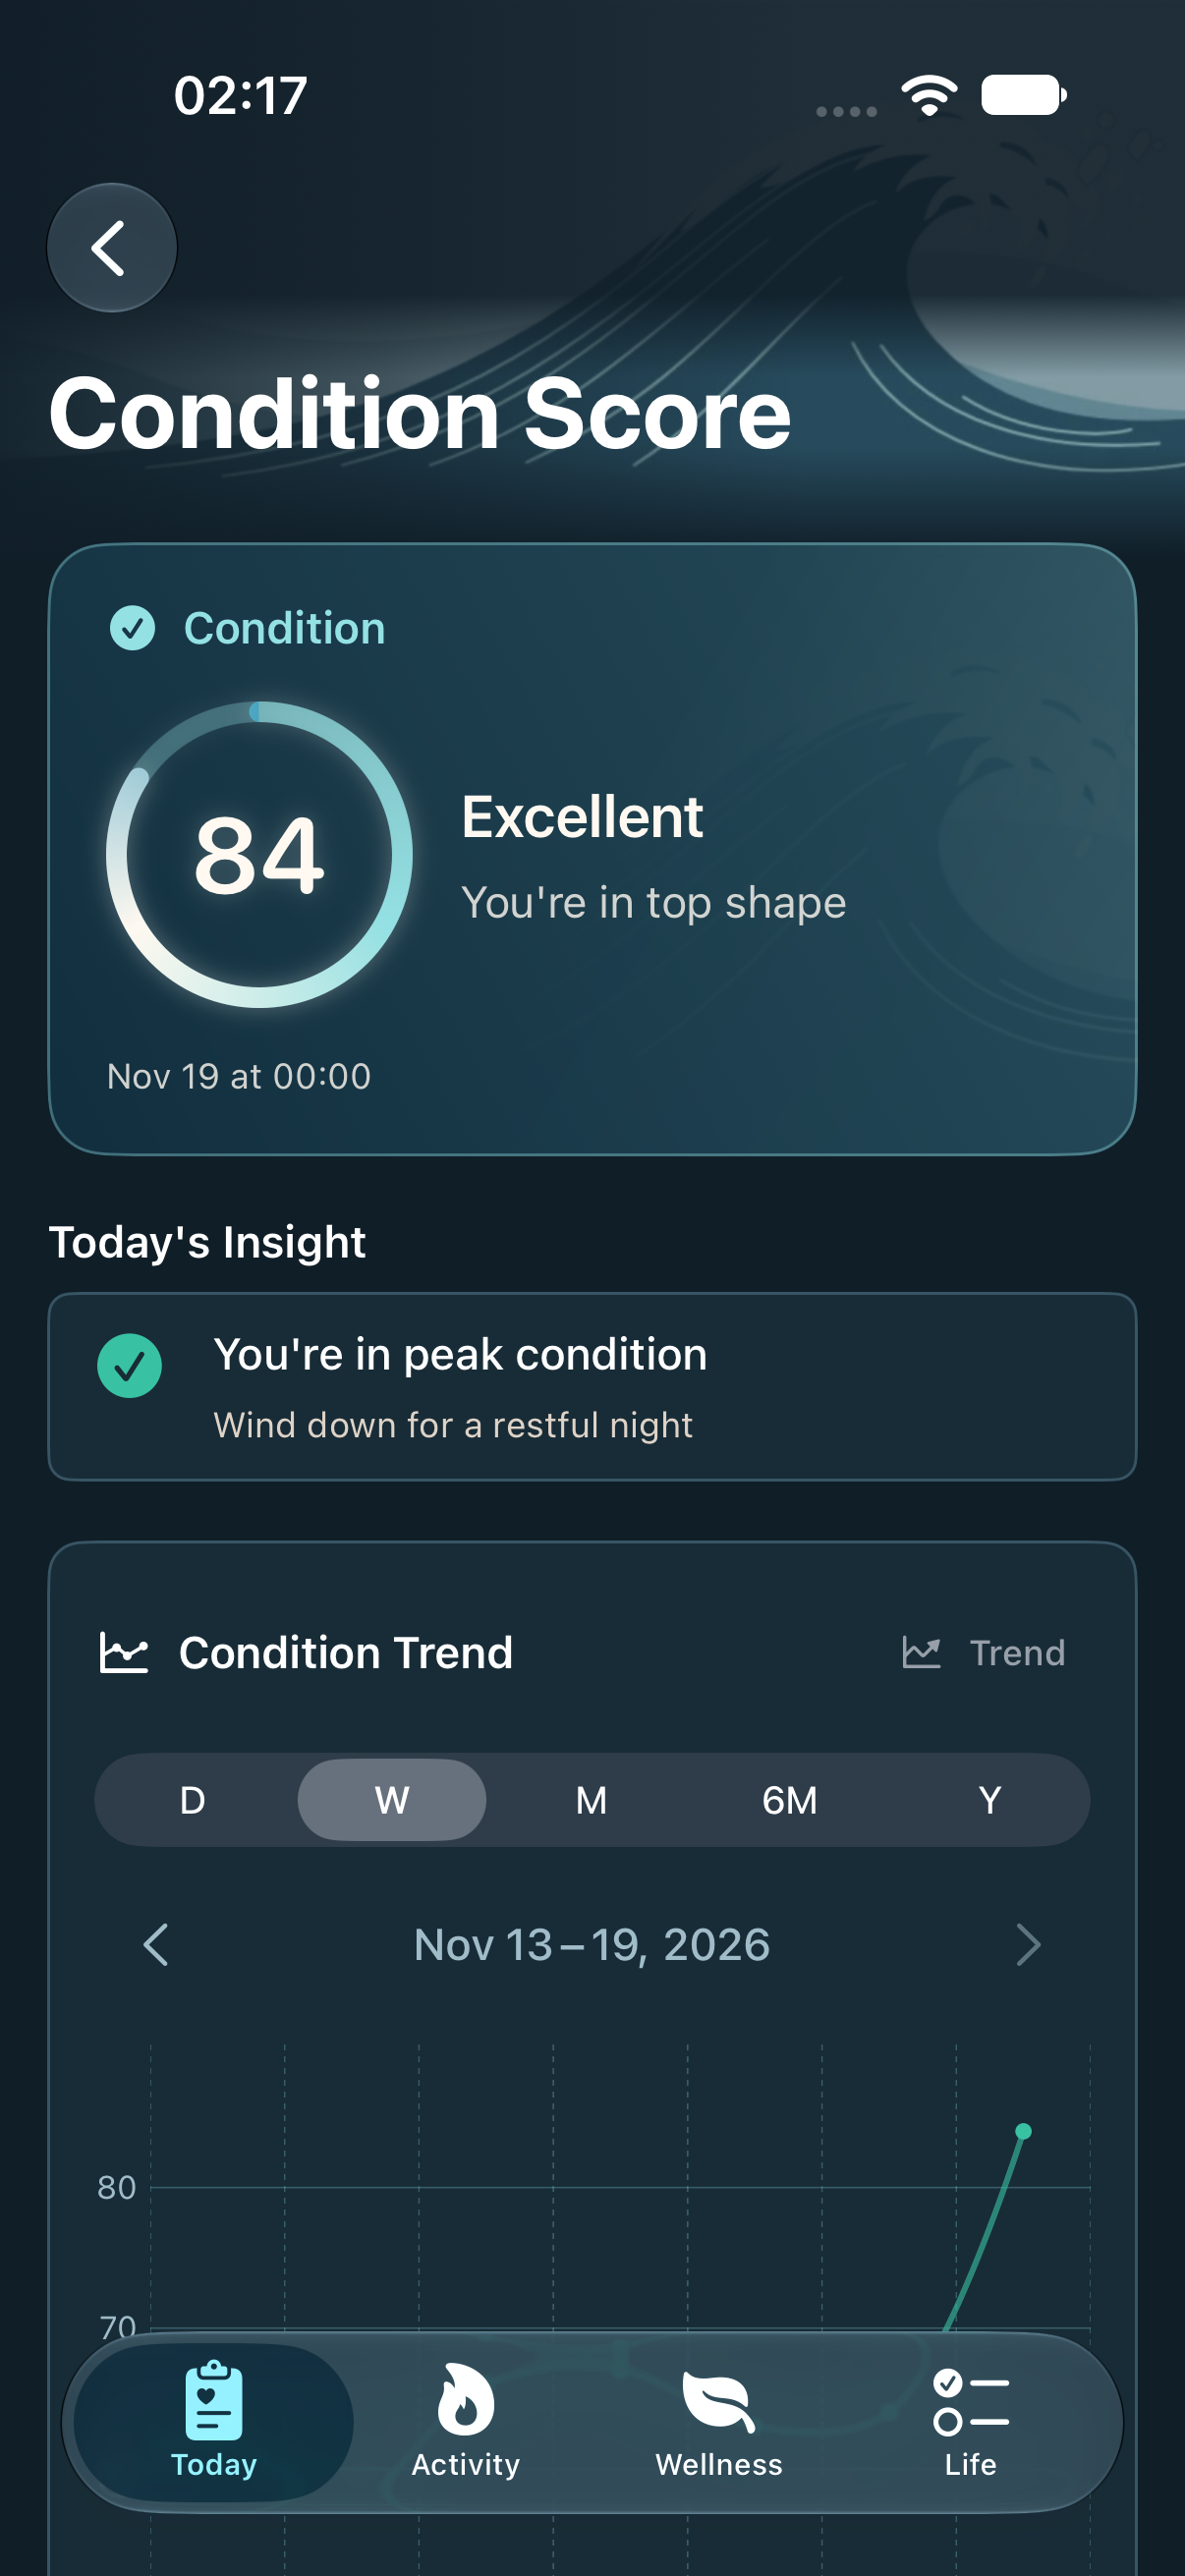 02:17
Condition Score
Condition
84
Excellent
You're in top shape
Nov 19 at 00:00
Today's Insight
You're in peak condition
Wind down for a restful night
Condition Trend
Trend
D W M 6M Y
Nov 13–19, 2026
80
70
Today Activity Wellness Life